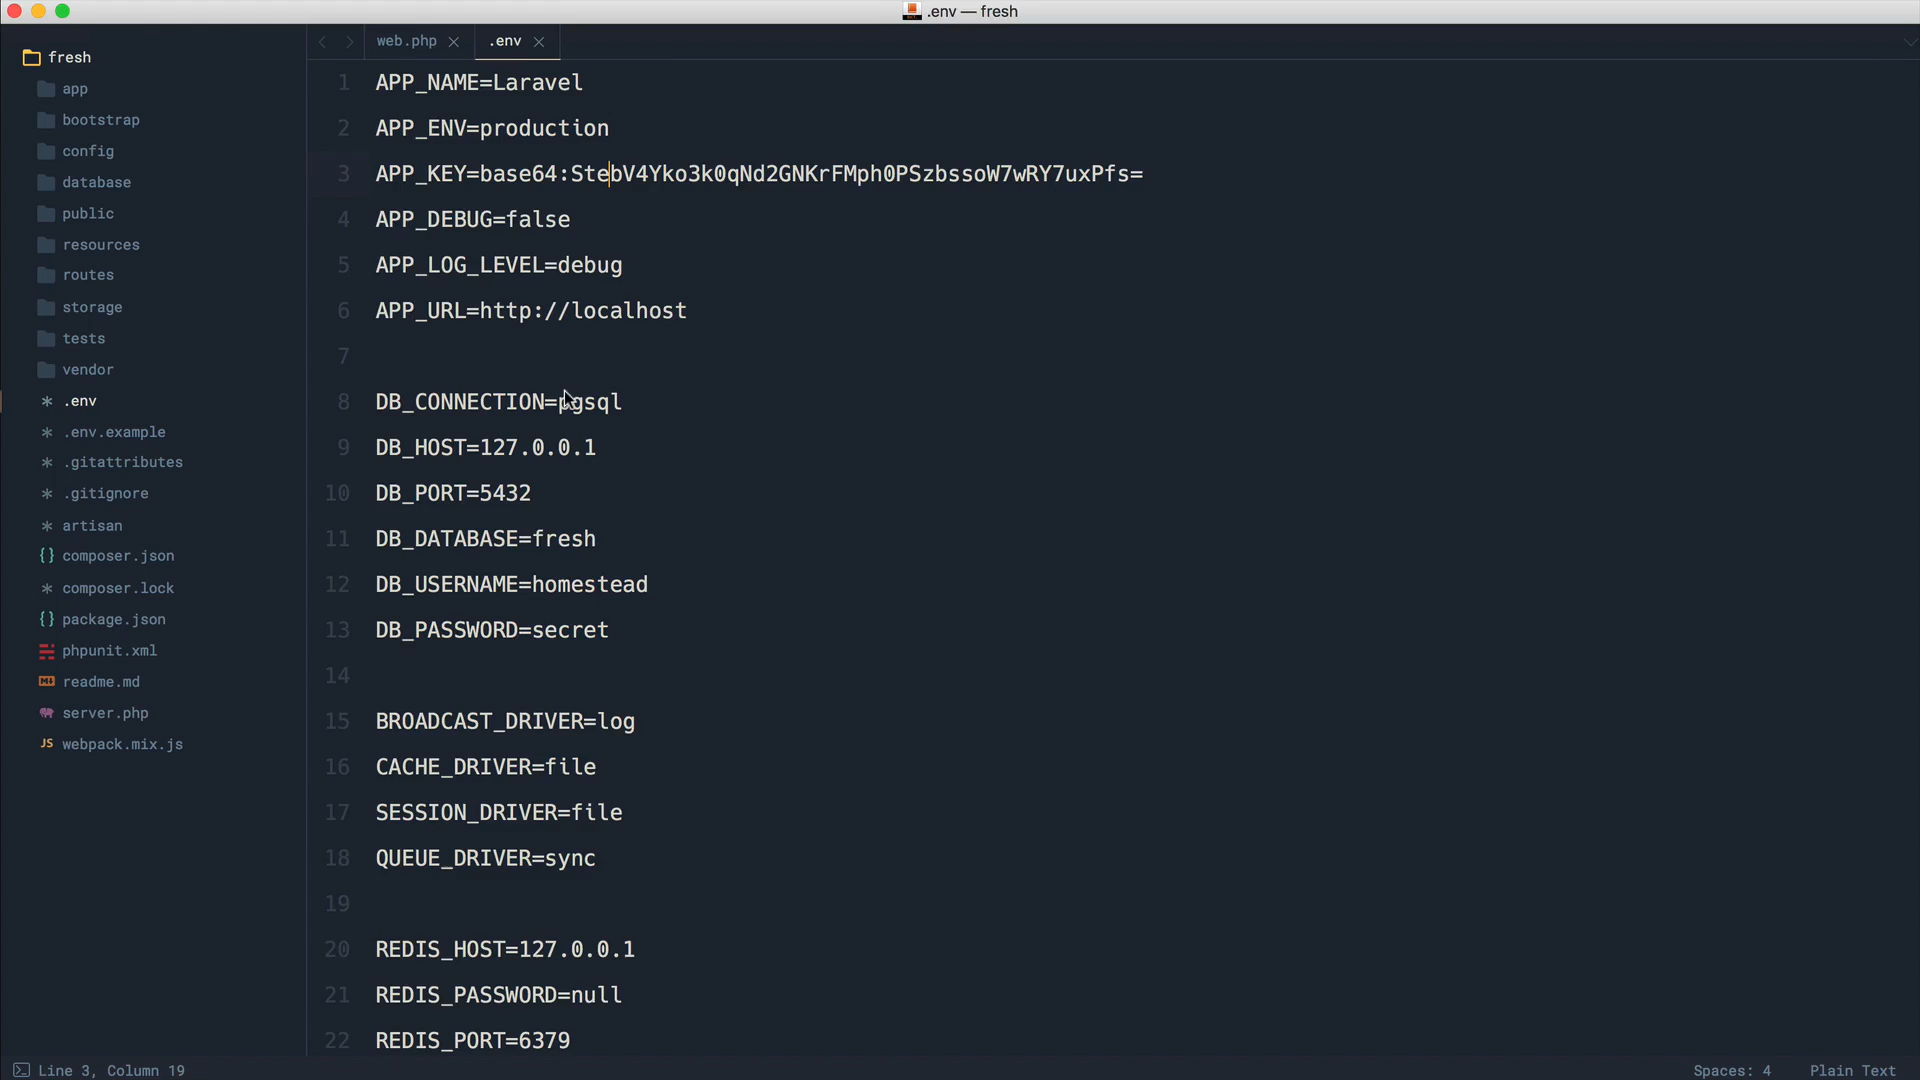 .env — fresh
fresh
app
bootstrap
config
database
public
resources
routes
storage
tests
vendor
.env
.env.example
.gitattributes
.gitignore
artisan
composer.json
composer.lock
package.json
phpunit.xml
readme.md
server.php
JS webpack.mix.js
web.php
.env
1 APP_NAME=Laravel
2 APP_ENV=production
3 APP_KEY=base64:StebV4Yko3k0qNd2GNKrFMph0PSzbssoW7wRY7uxPfs=
4 APP_DEBUG=false
5 APP_LOG_LEVEL=debug
6 APP_URL=http://localhost
7
8 DB_CONNECTION=pgsql
9 DB_HOST=127.0.0.1
10 DB_PORT=5432
11 DB_DATABASE=fresh
12 DB_USERNAME=homestead
13 DB_PASSWORD=secret
14
15 BROADCAST_DRIVER=log
16 CACHE_DRIVER=file
17 SESSION_DRIVER=file
18 QUEUE_DRIVER=sync
19
20 REDIS_HOST=127.0.0.1
21 REDIS_PASSWORD=null
22 REDIS_PORT=6379
Line 3, Column 19
Spaces: 4
Plain Text